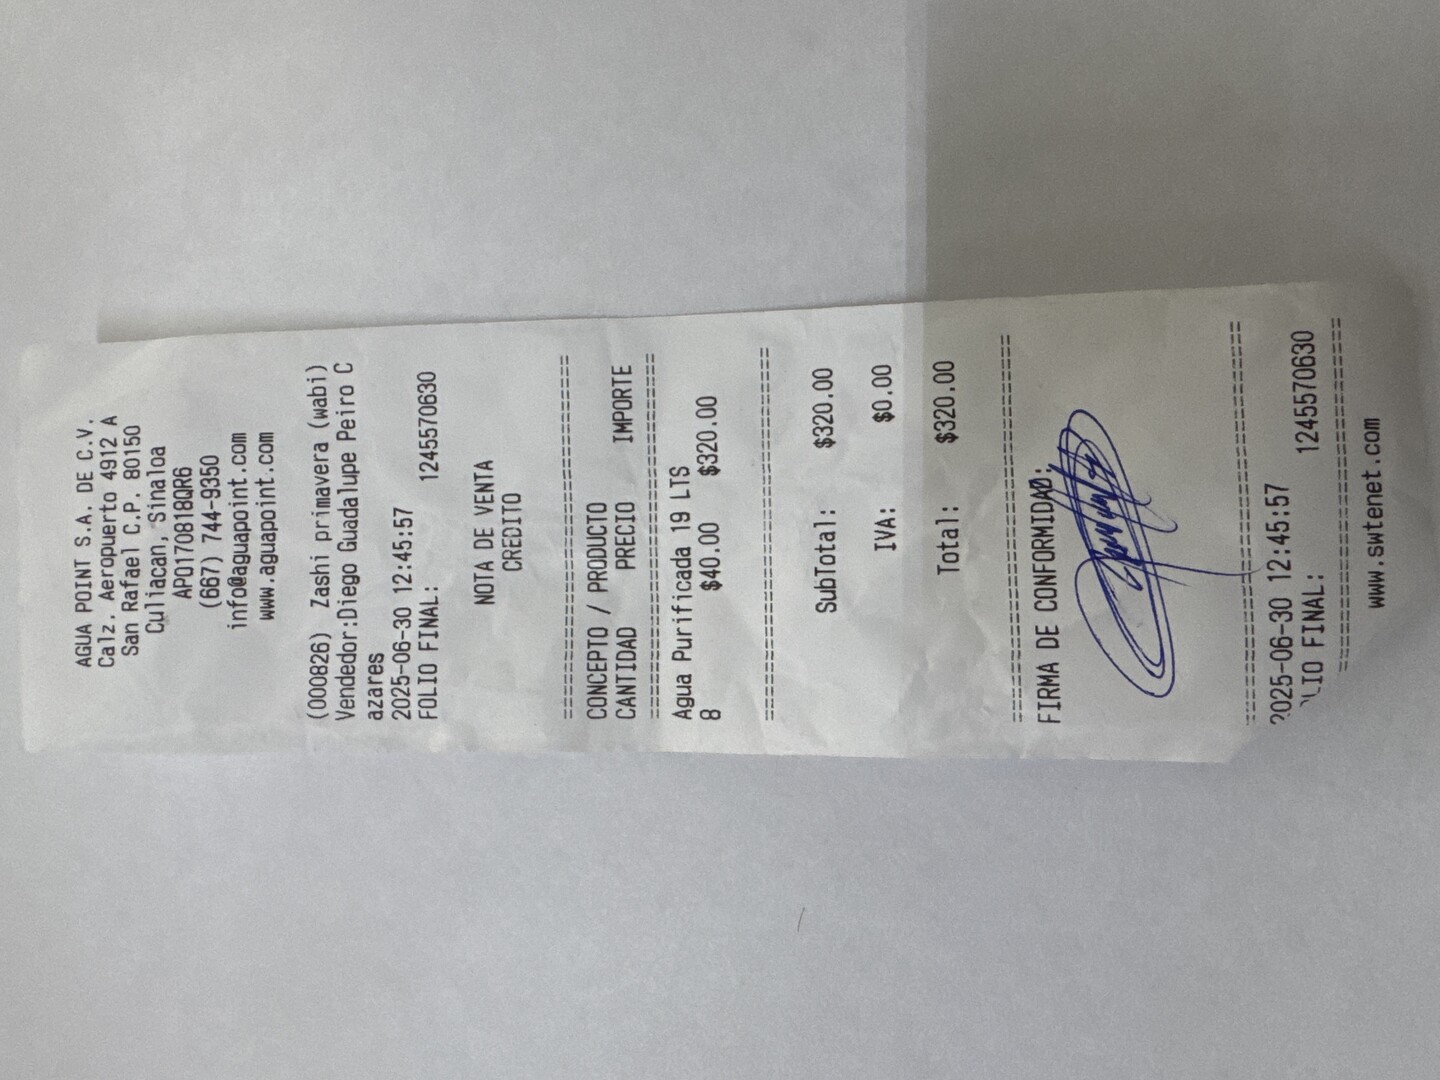 AGUA POINT S.A. DE C.V.
Calz. Aeropuerto 4912 A
San Rafael C.P. 80150
Culiacan, Sinaloa
APO170818QR6
(667) 744-9350
info@aguapoint.com
www.aguapoint.com
(000826) Zashi primavera (wabi)
Vendedor:Diego Guadalupe Peiro C
azares
2025-06-30 12:45:57
FOLIO FINAL: 1245570630
NOTA DE VENTA
CREDITO
================================
CONCEPTO / PRODUCTO
CANTIDAD PRECIO IMPORTE
================================
Agua Purificada 19 LTS
8 $40.00 $320.00
================================
SubTotal: $320.00
IVA: $0.00
Total: $320.00
================================
FIRMA DE CONFORMIDAD:
================================
2025-06-30 12:45:57
LIO FINAL: 1245570630
================================
www.swtenet.com